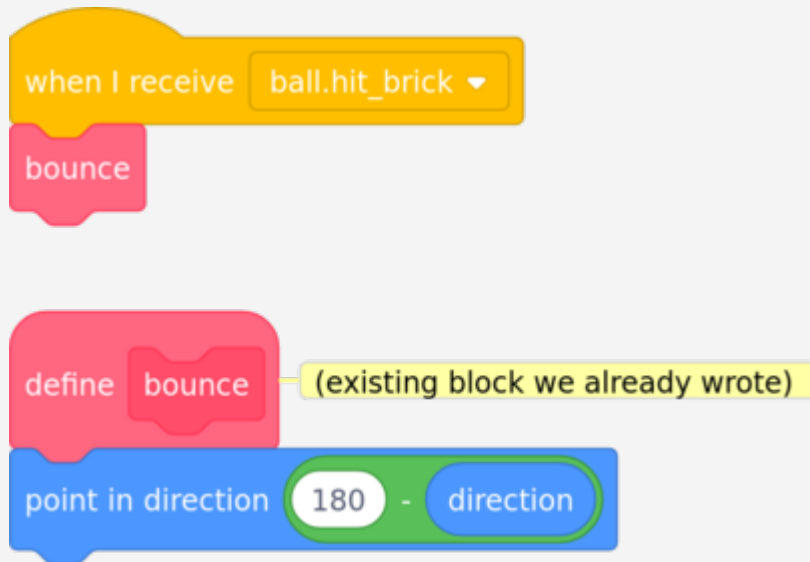 when I receive ball.hit_brick
bounce
define bounce (existing block we already wrote)
point in direction 180 - direction